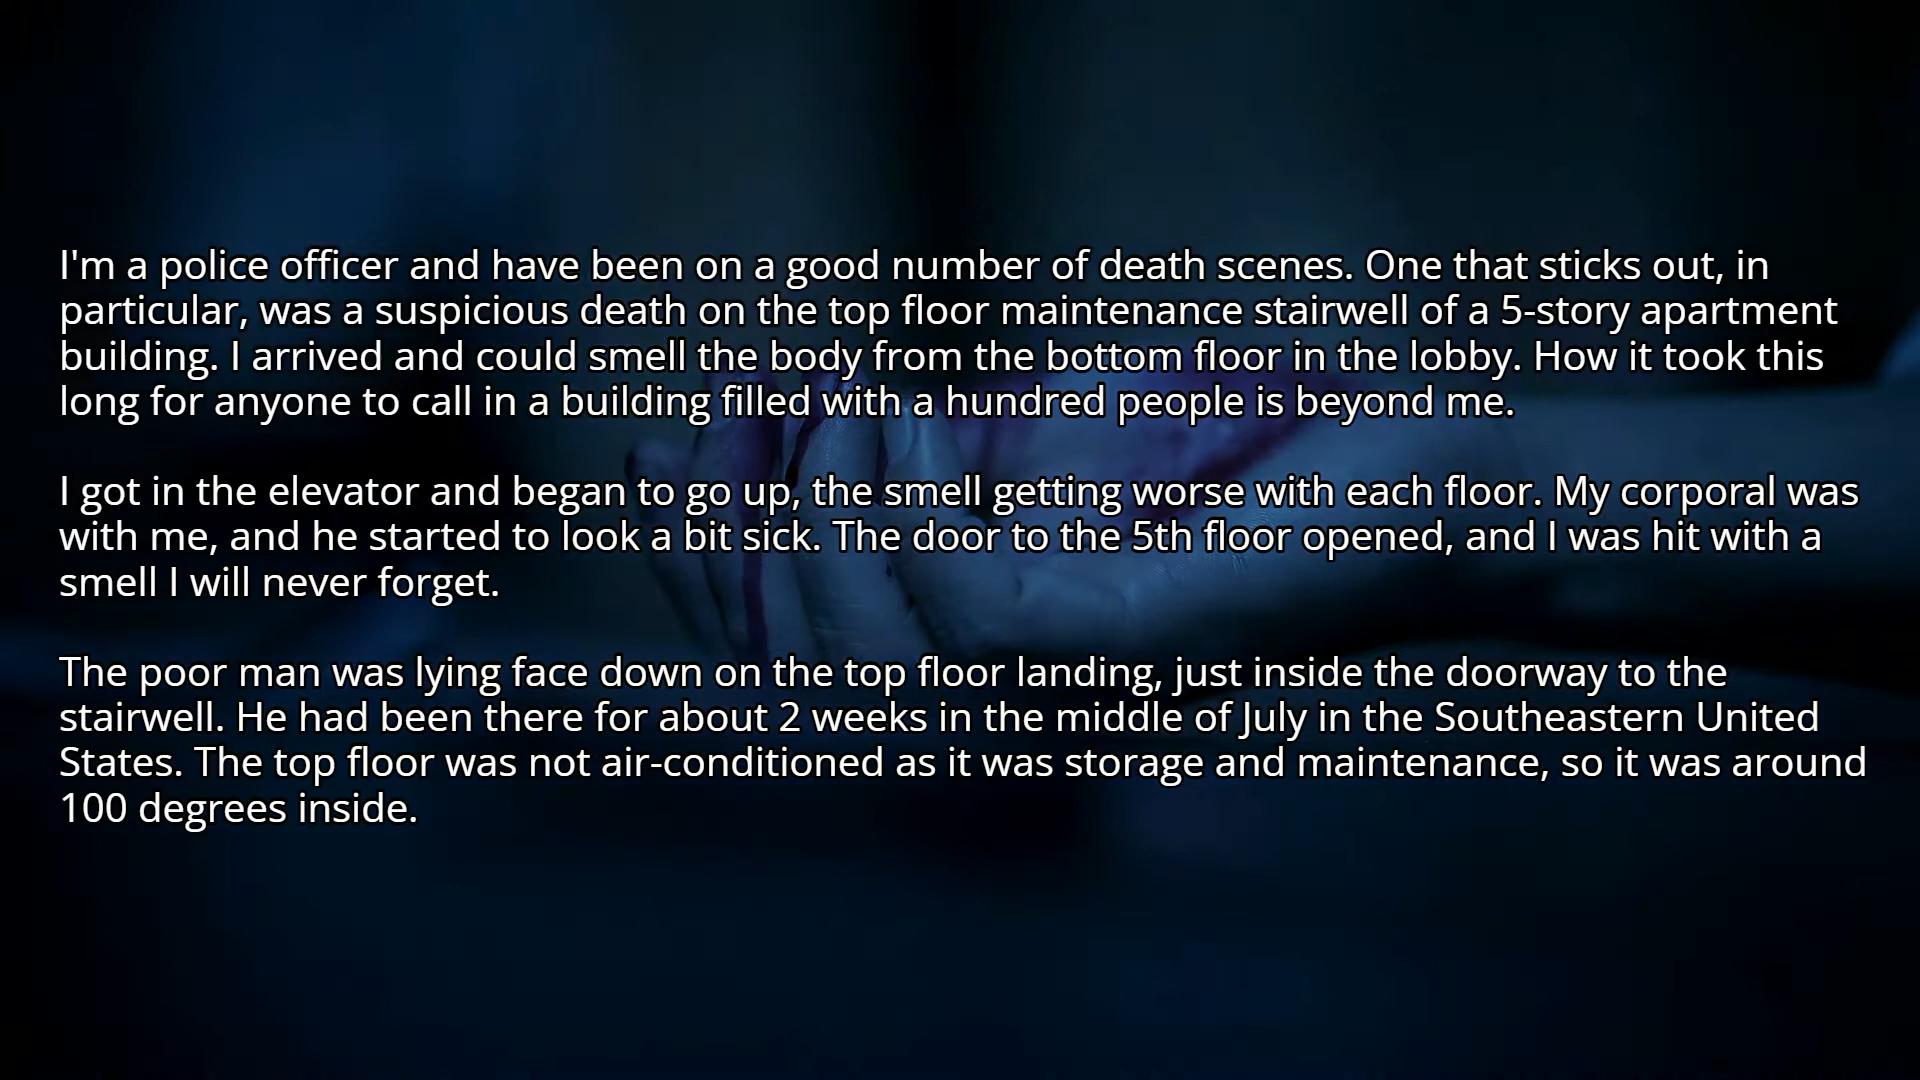 I'm a police officer and have been on a good number of death scenes. One that sticks out, in
particular, was a suspicious death on the top floor maintenance stairwell of a 5-story apartment
building. I arrived and could smell the body from the bottom floor in the lobby. How it took this
long for anyone to call in a building filled with a hundred people is beyond me.
I got in the elevator and began to go up, the smell getting worse with each floor. My corporal was
with me, and he started to look a bit sick. The door to the 5th floor opened, and I was hit with a
smell I will never forget.
The poor man was lying face down on the top floor landing, just inside the doorway to the
stairwell. He had been there for about 2 weeks in the middle of July in the Southeastern United
States. The top floor was not air-conditioned as it was storage and maintenance, so it was around
100 degrees inside.